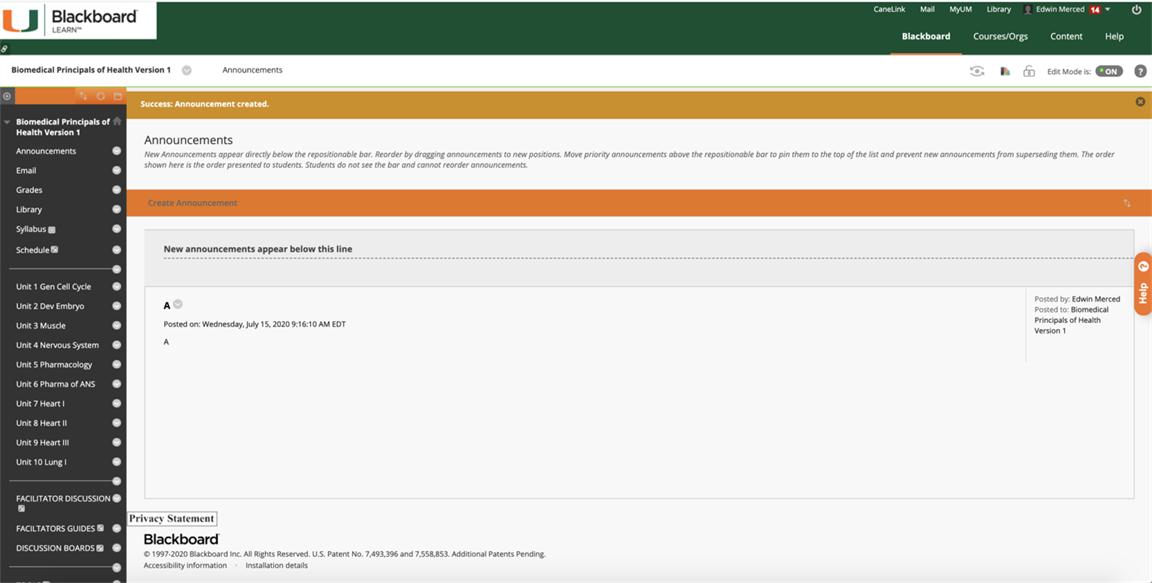 Blackboard
LEARN™
CaneLink Mail MyUM Library Edwin Merced 14
Blackboard Courses/Orgs Content Help
Biomedical Principals of Health Version 1 Announcements Edit Mode is: ON ?
Success: Announcement created.
Biomedical Principals of
Health Version 1
Announcements
Email
Grades
Library
Syllabus
Schedule
Unit 1 Gen Cell Cycle
Unit 2 Dev Embryo
Unit 3 Muscle
Unit 4 Nervous System
Unit 5 Pharmacology
Unit 6 Pharma of ANS
Unit 7 Heart I
Unit 8 Heart II
Unit 9 Heart III
Unit 10 Lung I
FACILITATOR DISCUSSION
FACILTATORS GUIDES
DISCUSSION BOARDS
Announcements
New Announcements appear directly below the repositionable bar. Reorder by dragging announcements to new positions. Move priority announcements above the repositionable bar to pin them to the top of the list and prevent new announcements from superseding them. The order
shown here is the order presented to students. Students do not see the bar and cannot reorder announcements.
Create Announcement
New announcements appear below this line
A
Posted on: Wednesday, July 15, 2020 9:16:10 AM EDT
A
Posted by: Edwin Merced
Posted to: Biomedical
Principals of Health
Version 1
Help ?
Privacy Statement
Blackboard
© 1997-2020 Blackboard Inc. All Rights Reserved. U.S. Patent No. 7,493,396 and 7,558,853. Additional Patents Pending.
Accessibility information · Installation details